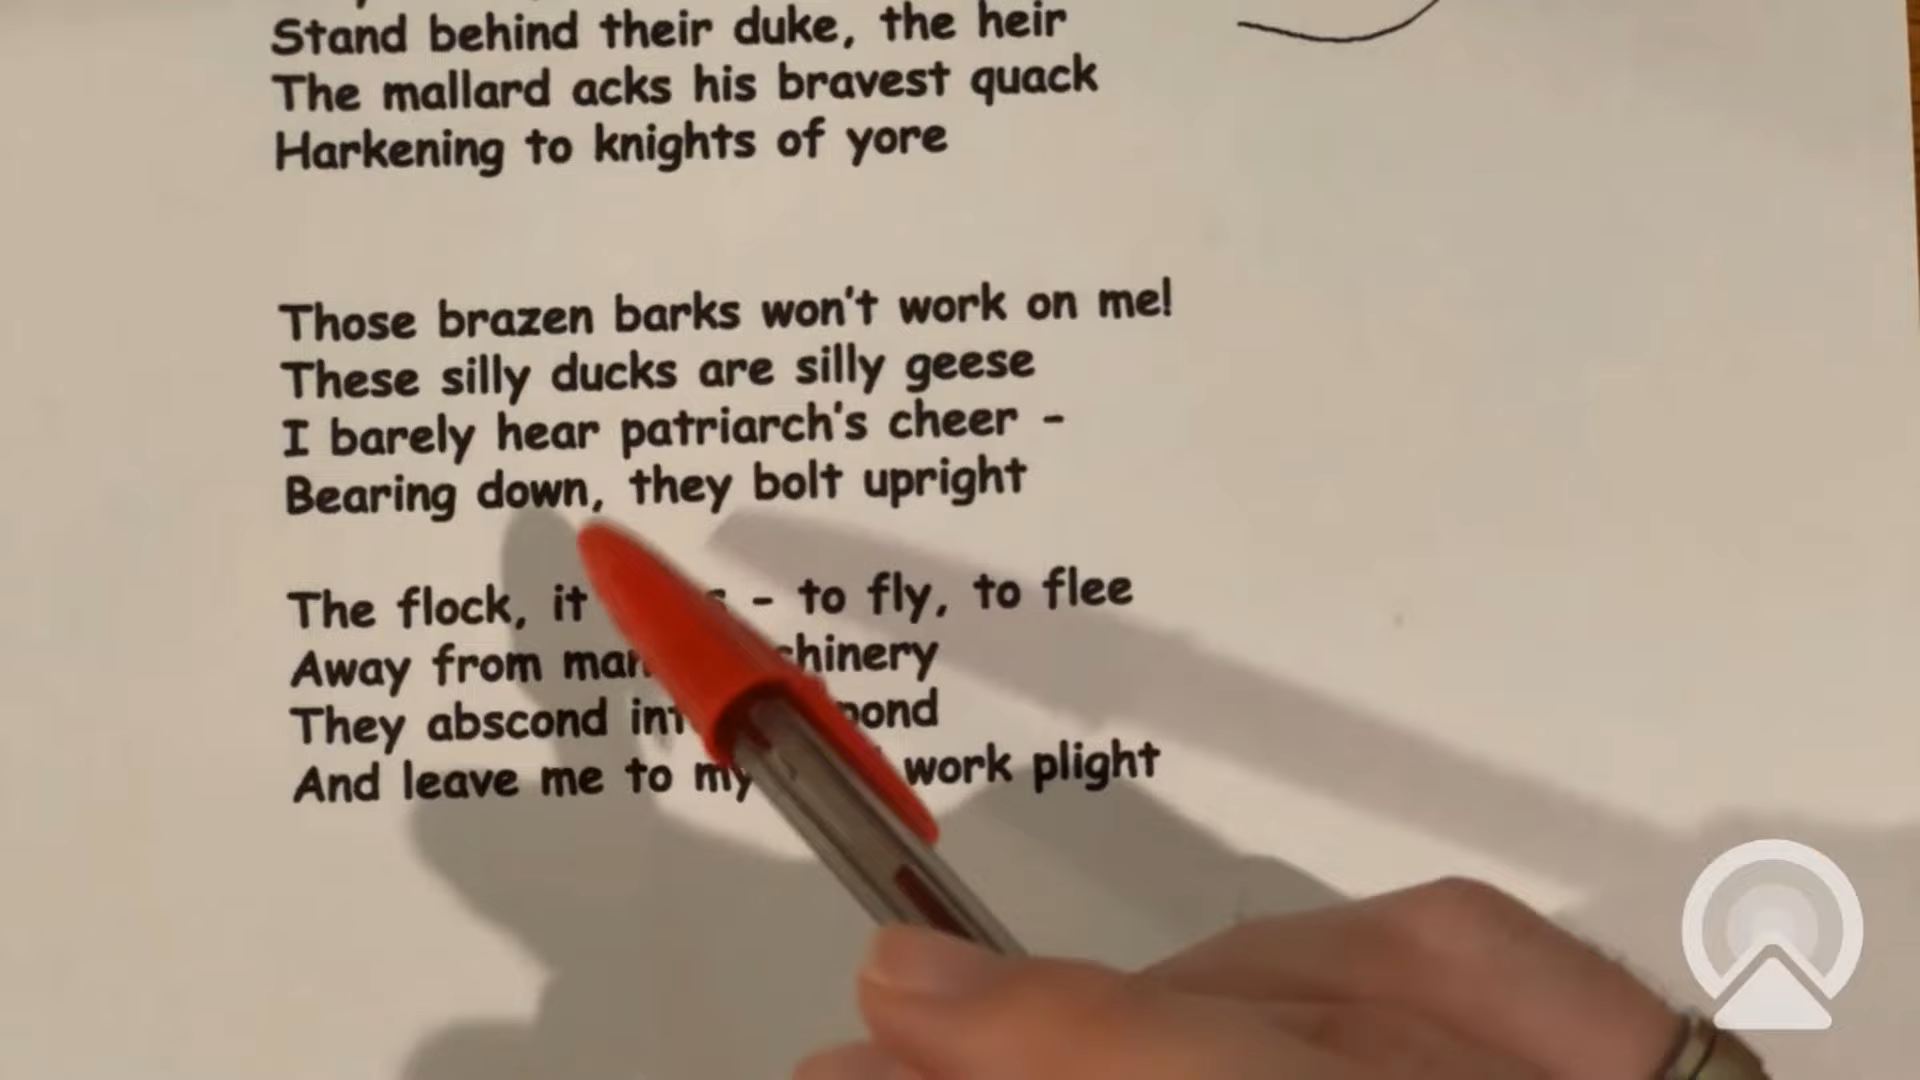 Stand behind their duke, the heir
The mallard acks his bravest quack
Harkening to knights of yore
Those brazen barks won't work on me!
These silly ducks are silly geese
I barely hear patriarch's cheer -
Bearing down, they bolt upright
The flock, it - to fly, to flee
Away from
They abscond pond
And leave me to my work plight